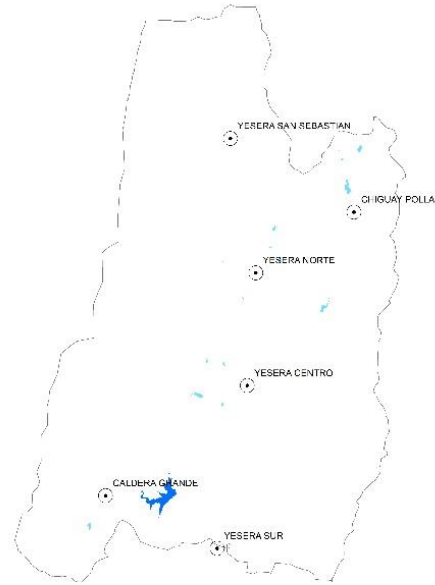 YESERA SAN SEBASTIAN
CHIGUAY POLLA
YESERA NORTE
YESERA CENTRO
CALDERA GRANDE
YESERA SUR